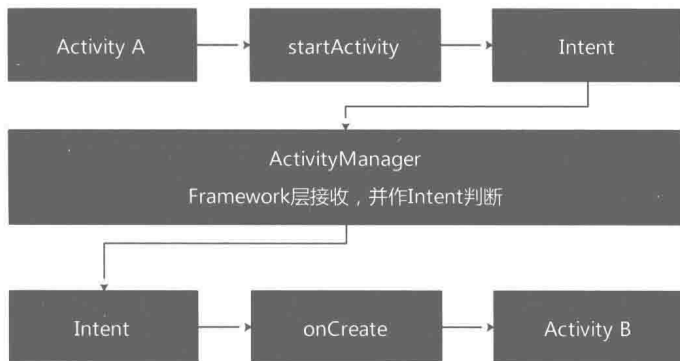 Activity A
startActivity
Intent
ActivityManager
Framework层接收，并作Intent判断
Intent
onCreate
Activity B